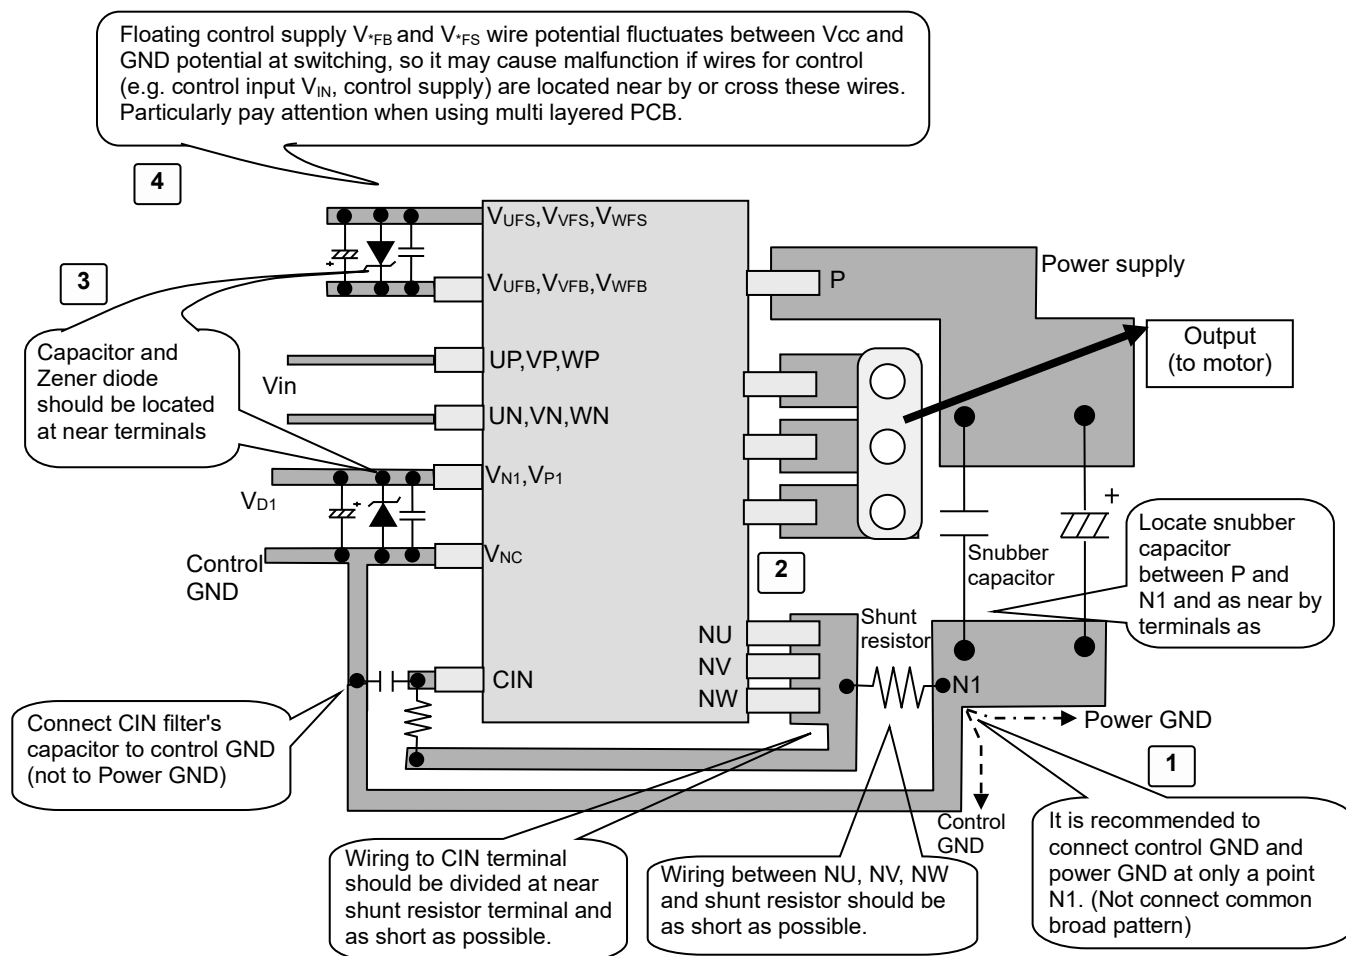 Floating control supply V*FB and V*FS wire potential fluctuates between Vcc and
GND potential at switching, so it may cause malfunction if wires for control
(e.g. control input VIN, control supply) are located near by or cross these wires.
Particularly pay attention when using multi layered PCB.
4
VUFS,VVFS,VWFS
3
VUFB,VVFB,VWFB
P
Power supply
Capacitor and
Zener diode
should be located
at near terminals
Vin
UP,VP,WP
UN,VN,WN
Output
(to motor)
VN1,VP1
VD1
+
+
+
Control
GND
VNC
2
Snubber
capacitor
Locate snubber
capacitor
between P and
N1 and as near by
terminals as
NU
NV
NW
Shunt
resistor
CIN
N1
Connect CIN filter's
capacitor to control GND
(not to Power GND)
Power GND
1
Control
GND
Wiring to CIN terminal
should be divided at near
shunt resistor terminal and
as short as possible.
Wiring between NU, NV, NW
and shunt resistor should be
as short as possible.
It is recommended to
connect control GND and
power GND at only a point
N1. (Not connect common
broad pattern)